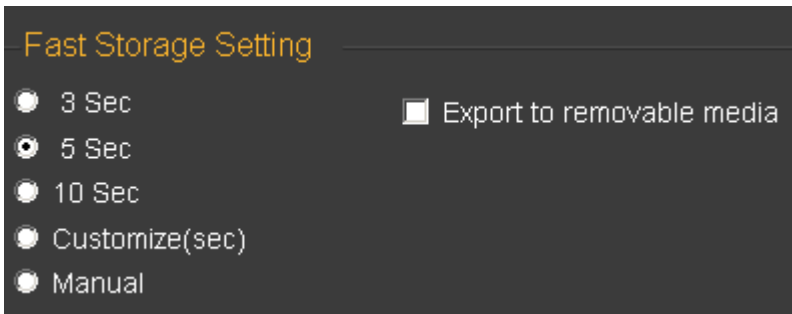 Fast Storage Setting
3 Sec
Export to removable media
5 Sec
10 Sec
Customize(sec)
Manual